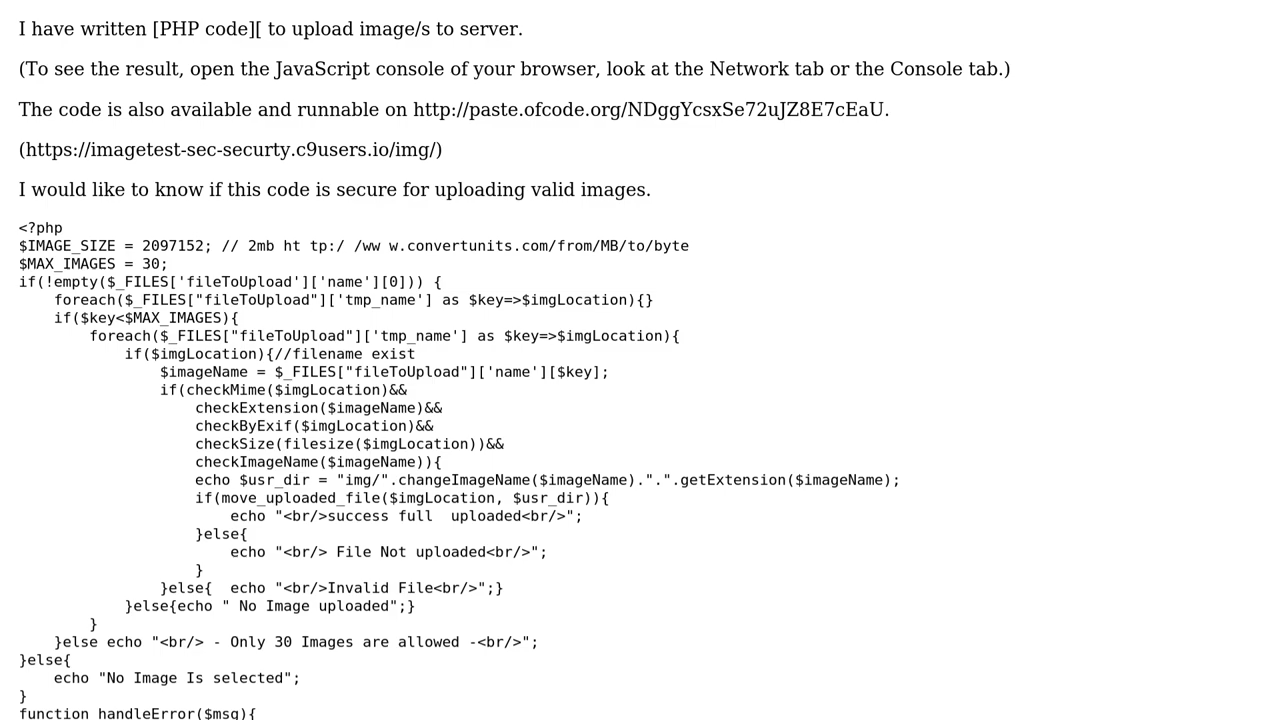 I have written [PHP code][ to upload image/s to server.
(To see the result, open the JavaScript console of your browser, look at the Network tab or the Console tab.)
The code is also available and runnable on http://paste.ofcode.org/NDggYcsxSe72uJZ8E7cEaU.
(https://imagetest-sec-securty.c9users.io/img/)
I would like to know if this code is secure for uploading valid images.
<?php
$IMAGE_SIZE = 2097152; // 2mb ht tp:/ /ww w.convertunits.com/from/MB/to/byte
$MAX_IMAGES = 30;
if(!empty($_FILES['fileToUpload']['name'][0])) {
    foreach($_FILES["fileToUpload"]['tmp_name'] as $key=>$imgLocation){}
    if($key<$MAX_IMAGES){
        foreach($_FILES["fileToUpload"]['tmp_name'] as $key=>$imgLocation){
            if($imgLocation){//filename exist
                $imageName = $_FILES["fileToUpload"]['name'][$key];
                if(checkMime($imgLocation)&&
                    checkExtension($imageName)&&
                    checkByExif($imgLocation)&&
                    checkSize(filesize($imgLocation))&&
                    checkImageName($imageName)){
                    echo $usr_dir = "img/".changeImageName($imageName).".".getExtension($imageName);
                    if(move_uploaded_file($imgLocation, $usr_dir)){
                        echo "<br/>success full  uploaded<br/>";
                    }else{
                        echo "<br/> File Not uploaded<br/>";
                    }
                }else{  echo "<br/>Invalid File<br/>";}
            }else{echo " No Image uploaded";}
        }
    }else echo "<br/> - Only 30 Images are allowed -<br/>";
}else{
    echo "No Image Is selected";
}
function handleError($msg){